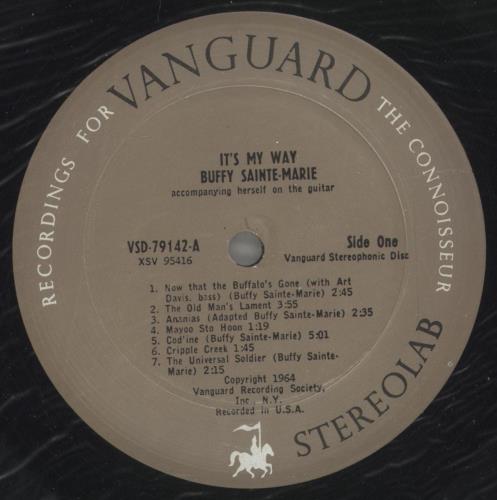 RECORDINGS FOR VANGUARD THE CONNOISSEUR
IT'S MY WAY
BUFFY SAINTE-MARIE
accompanying herself on the guitar
VSD-79142-A Side One
XSV 95416 Vanguard Stereophonic Disc
1. Now that the Buffalo's Gone (with Art
Davis, bass) (Buffy Sainte-Marie) 2:45
2. The Old Man's Lament 3:55
3. Ananias (Adapted Buffy Sainte-Marie) 2:35
4. Mayoo Sto Hoon 1:19
5. Cod'ine (Buffy Sainte-Marie) 5:01
6. Cripple Creek 1:45
7. The Universal Soldier (Buffy Sainte-
Marie) 2:15
Copyright 1964
Vanguard Recording Society,
Inc., N.Y.
Recorded in U.S.A.
STEREOLAB